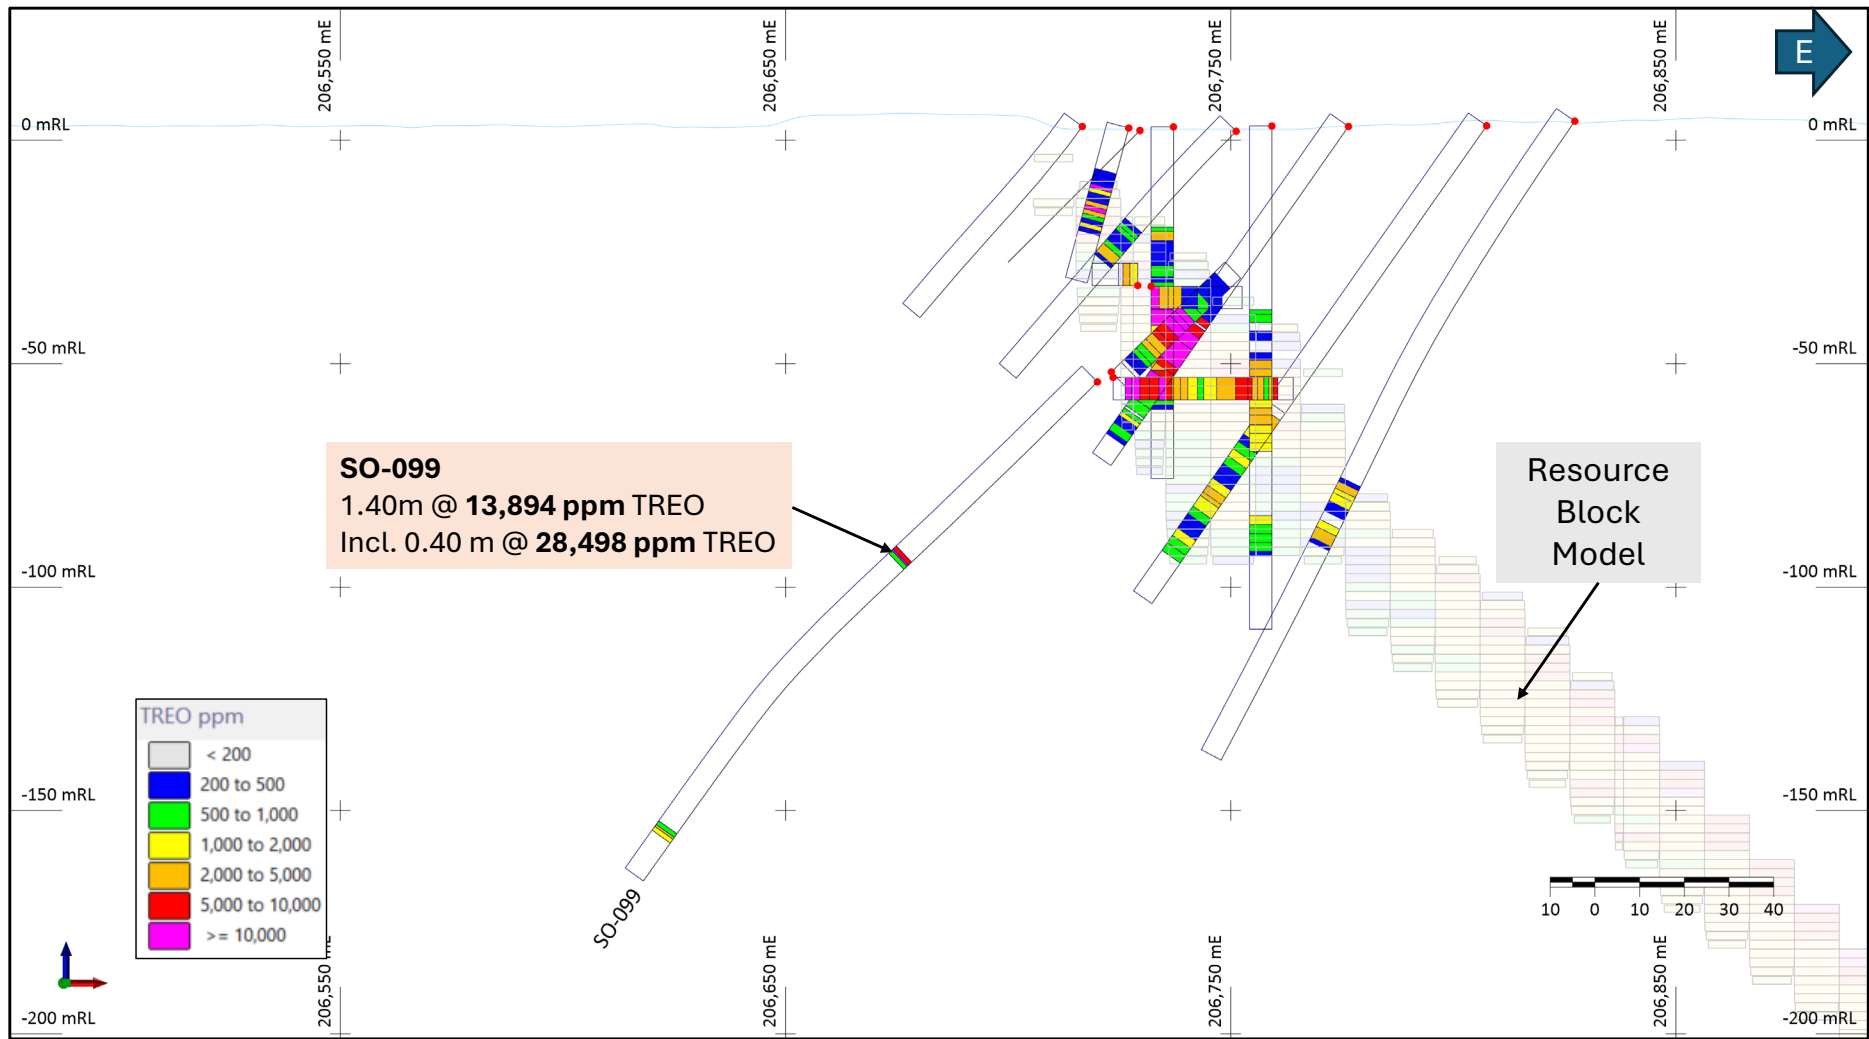 206,550 mE
206,650 mE
206,750 mE
206,850 mE
E
0 mRL
0 mRL
-50 mRL
-50 mRL
SO-099
1.40m @ 13,894 ppm TREO
Incl. 0.40 m @ 28,498 ppm TREO
Resource
Block
Model
-100 mRL
-100 mRL
TREO ppm
< 200
200 to 500
500 to 1,000
1,000 to 2,000
2,000 to 5,000
5,000 to 10,000
>= 10,000
-150 mRL
-150 mRL
SO-099
10 0 10 20 30 40
206,550 mE
206,650 mE
206,750 mE
206,850 mE
-200 mRL
-200 mRL